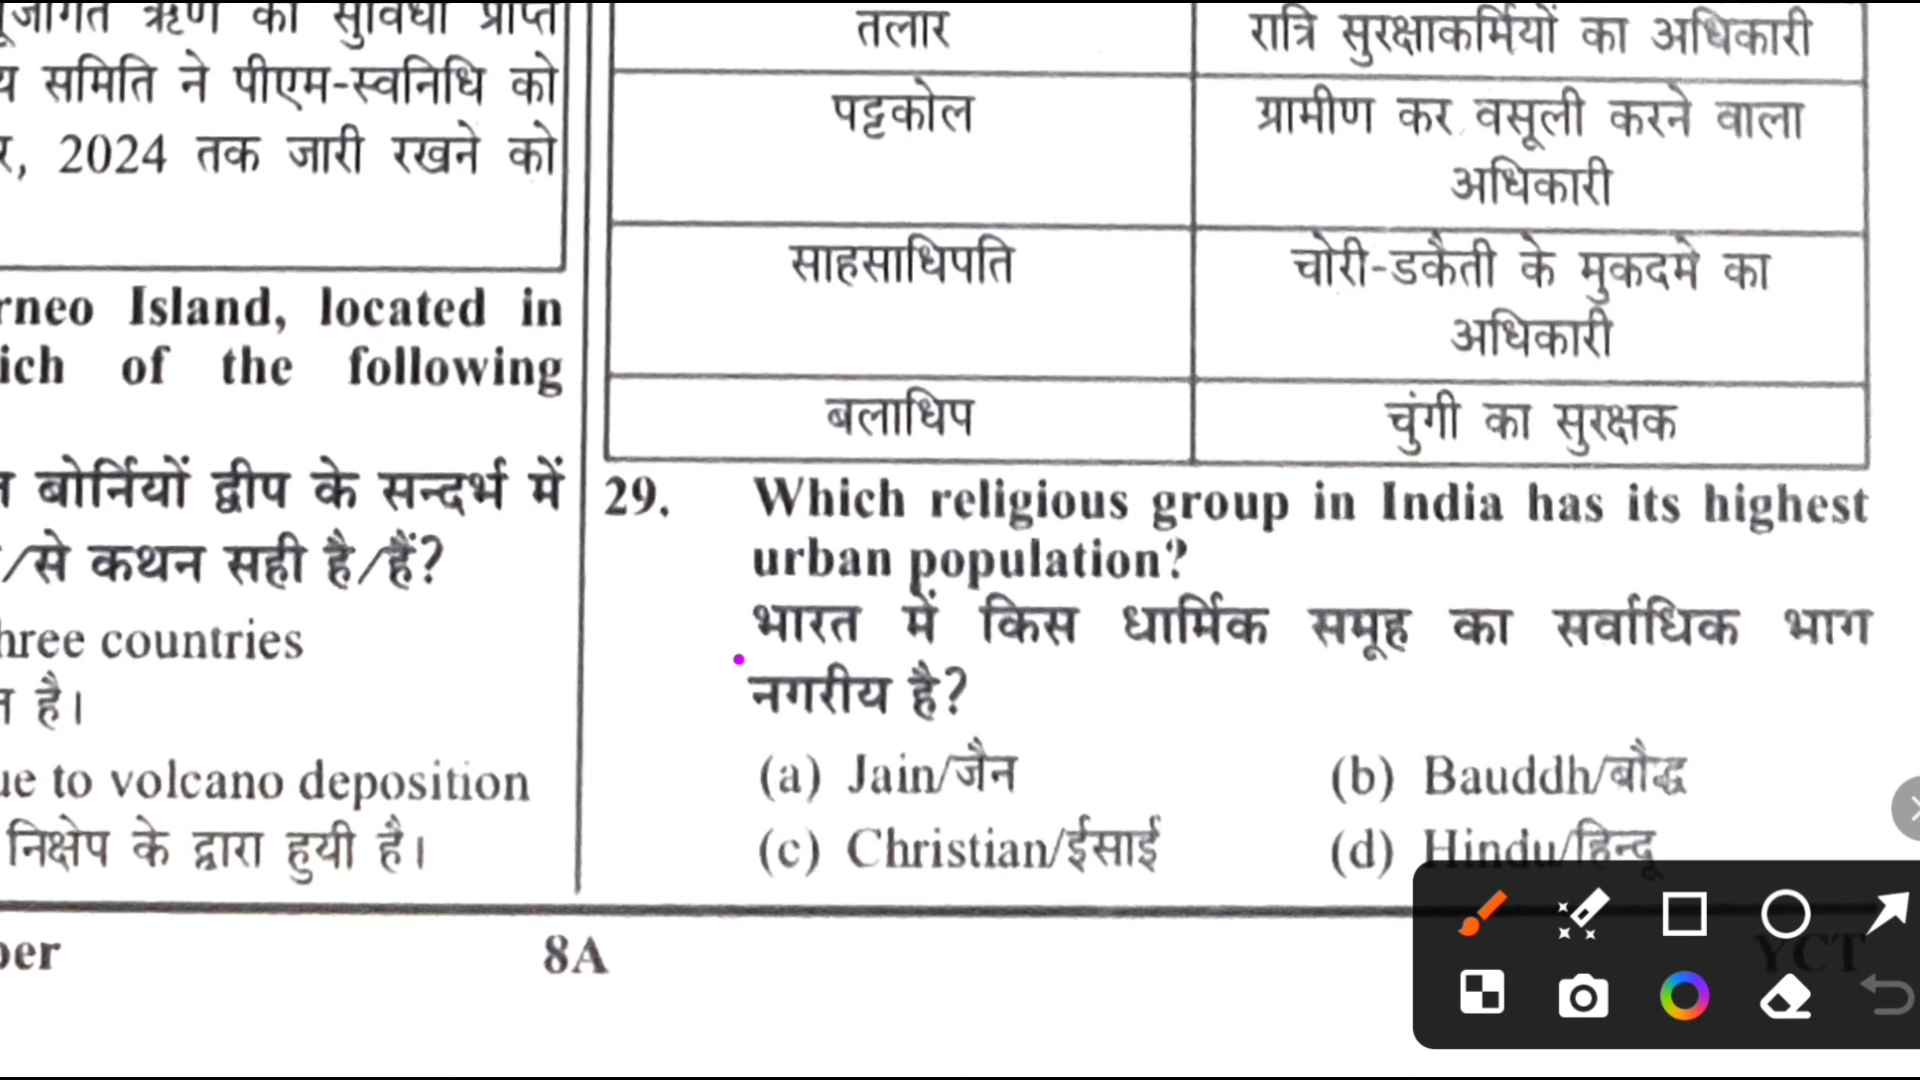 पूंजीगत ऋण की सुविधा प्राप्त
य समिति ने पीएम-स्वनिधि को
र, 2024 तक जारी रखने को
rneo Island, located in
ich of the following
बोर्नियों द्वीप के सन्दर्भ में
/से कथन सही है/हैं?
hree countries
न है।
ue to volcano deposition
निक्षेप के द्वारा हुयी है।
तलार रात्रि सुरक्षाकर्मियों का अधिकारी
पट्टकोल ग्रामीण कर वसूली करने वाला
अधिकारी
साहसाधिपति चोरी-डकैती के मुकदमे का
अधिकारी
बलाधिप चुंगी का सुरक्षक
29. Which religious group in India has its highest
urban population?
भारत में किस धार्मिक समूह का सर्वाधिक भाग
नगरीय है?
(a) Jain/जैन (b) Bauddh/बौद्ध
(c) Christian/ईसाई (d) Hindu/हिन्दू
per 8A YCT